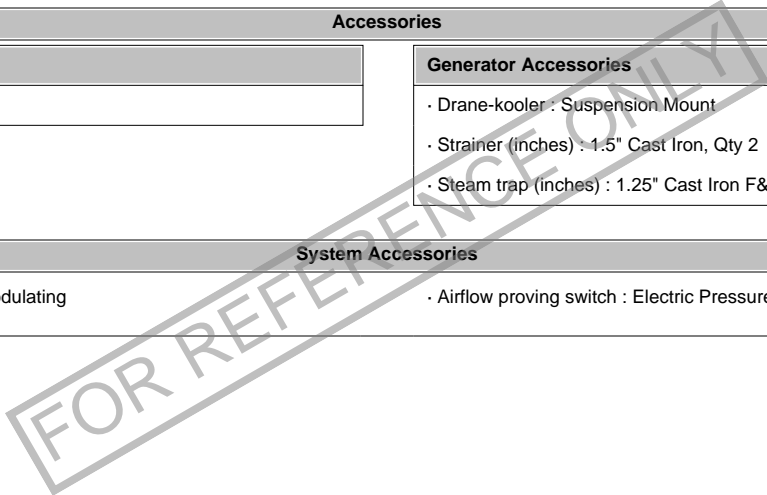 Accessories
Generator Accessories
· Drane-kooler : Suspension Mount
· Strainer (inches) : 1.5" Cast Iron, Qty 2
· Steam trap (inches) : 1.25" Cast Iron F&
System Accessories
dulating
· Airflow proving switch : Electric Pressure
FOR REFERENCE ONLY